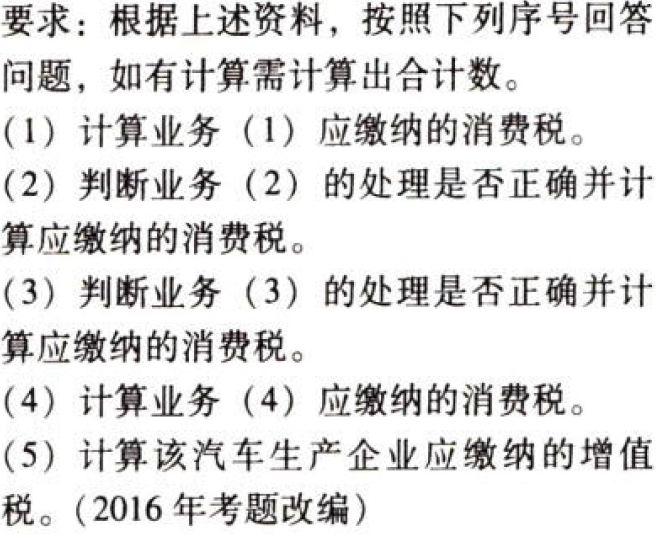 要求：根据上述资料，按照下列序号回答
问题，如有计算需计算出合计数。
（1）计算业务（1）应缴纳的消费税。
（2）判断业务（2）的处理是否正确并计
算应缴纳的消费税。
（3）判断业务（3）的处理是否正确并计
算应缴纳的消费税。
（4）计算业务（4）应缴纳的消费税。
（5）计算该汽车生产企业应缴纳的增值
税。（2016 年考题改编）